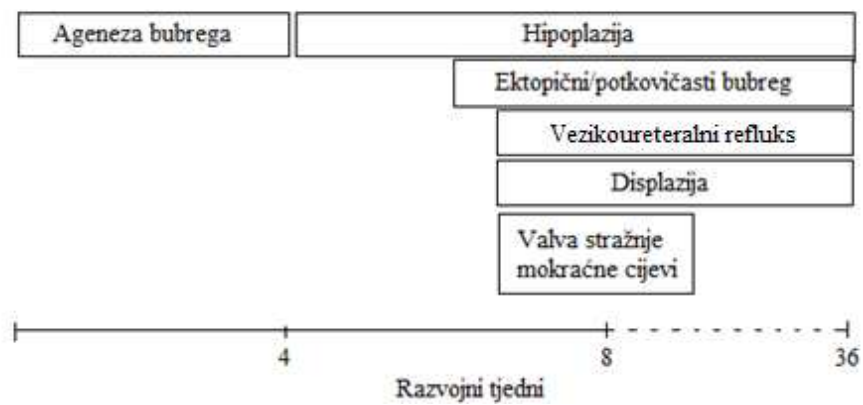 Ageneza bubrega
Hipoplazija
Ektopični/potkovičasti bubreg
Vezikoureteralni refluks
Displazija
Valva stražnje
mokraćne cijevi
4
8
36
Razvojni tjedni